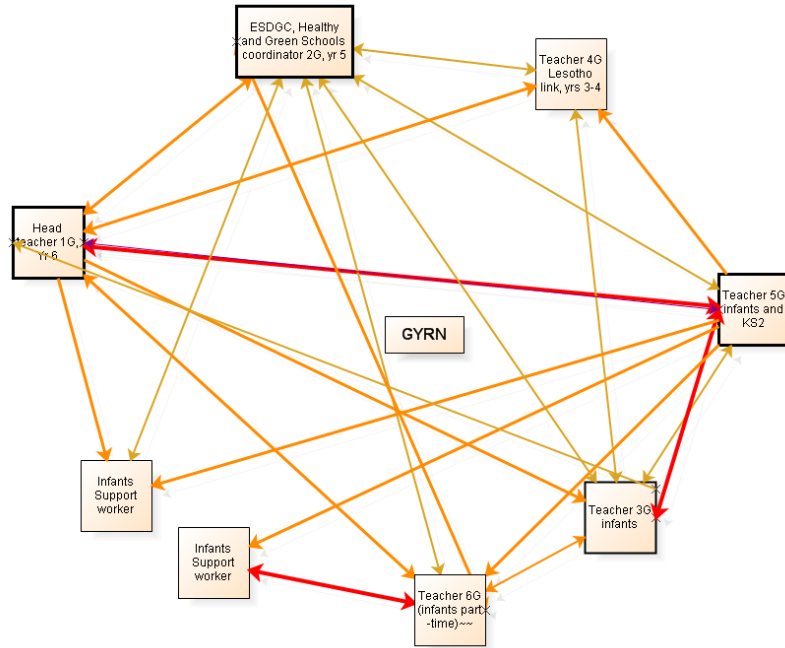 ESDGC, Healthy
and Green Schools
coordinator 2G, yr 5
Teacher 4G
Lesotho
link, yrs 3-4
Head
teacher 1G,
Yr 6
Teacher 5G
infants and
KS2
GYRN
Infants
Support
worker
Teacher 3G,
infants
Infants
Support
worker
Teacher 6G
(infants part
-time)~~